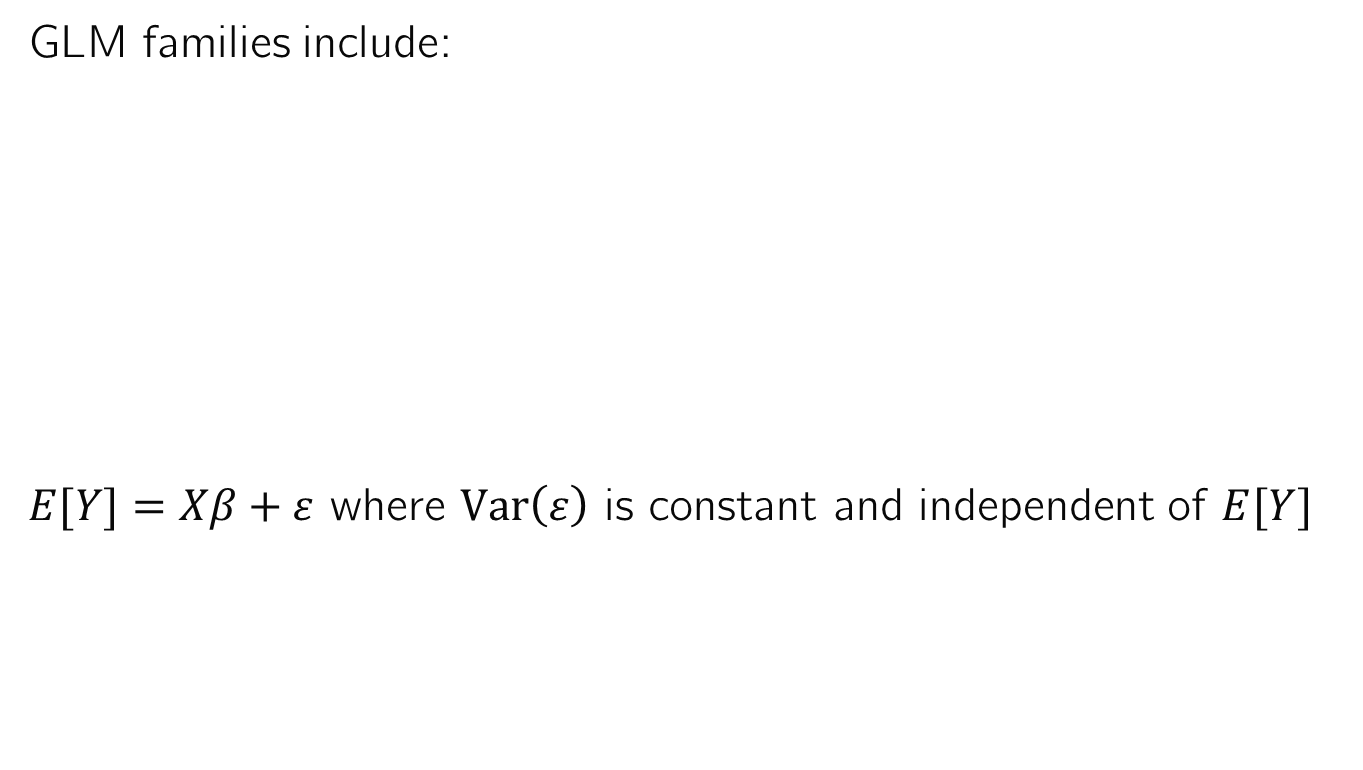 GLM families include:
E[Y] = Xβ + ε where Var(ε) is constant and independent of E[Y]